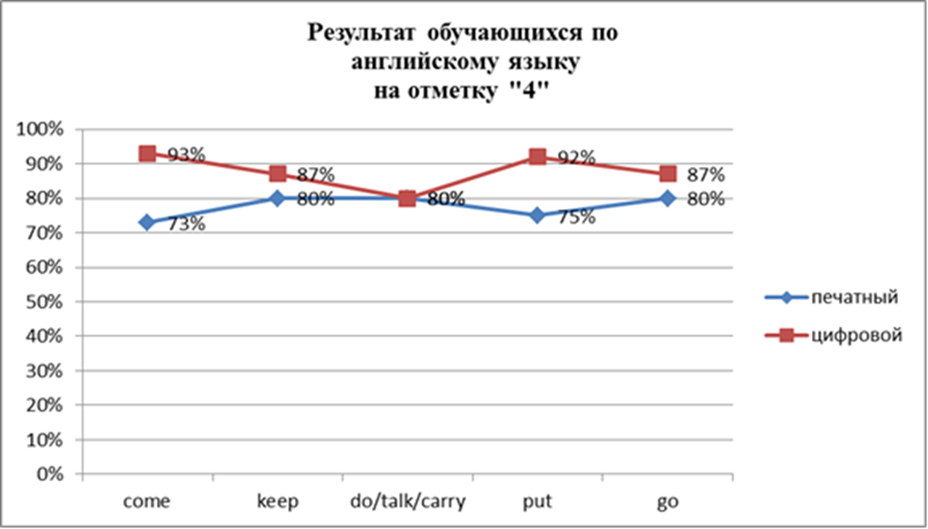 Результат обучающихся по
английскому языку
на отметку "4"
100%
90%
80%
70%
60%
50%
40%
30%
20%
10%
0%
93%
87%
80%
92%
87%
73%
80%
80%
75%
80%
come
keep
do/talk/carry
put
go
печатный
цифровой